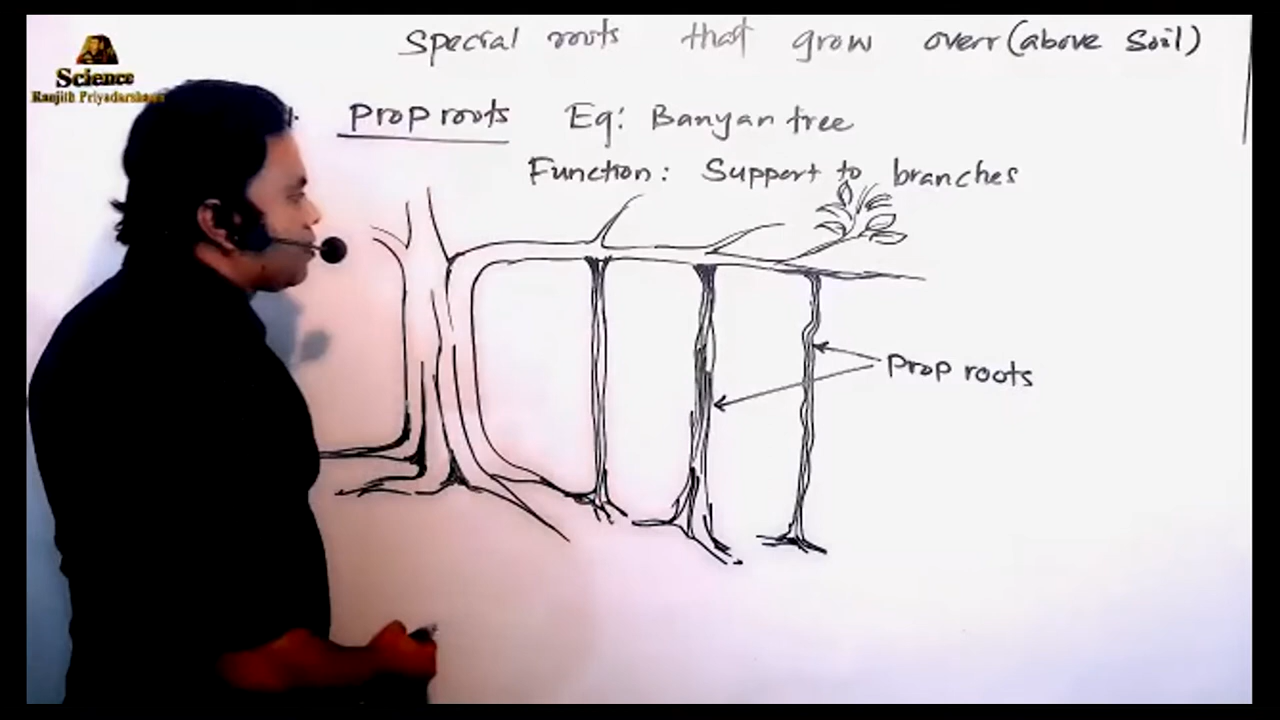 Special roots that grow overr (above Soil)
Science
Ranjith Priyadarshana
1. Prop roots Eg: Banyan tree
Function: Support to branches
Prop roots